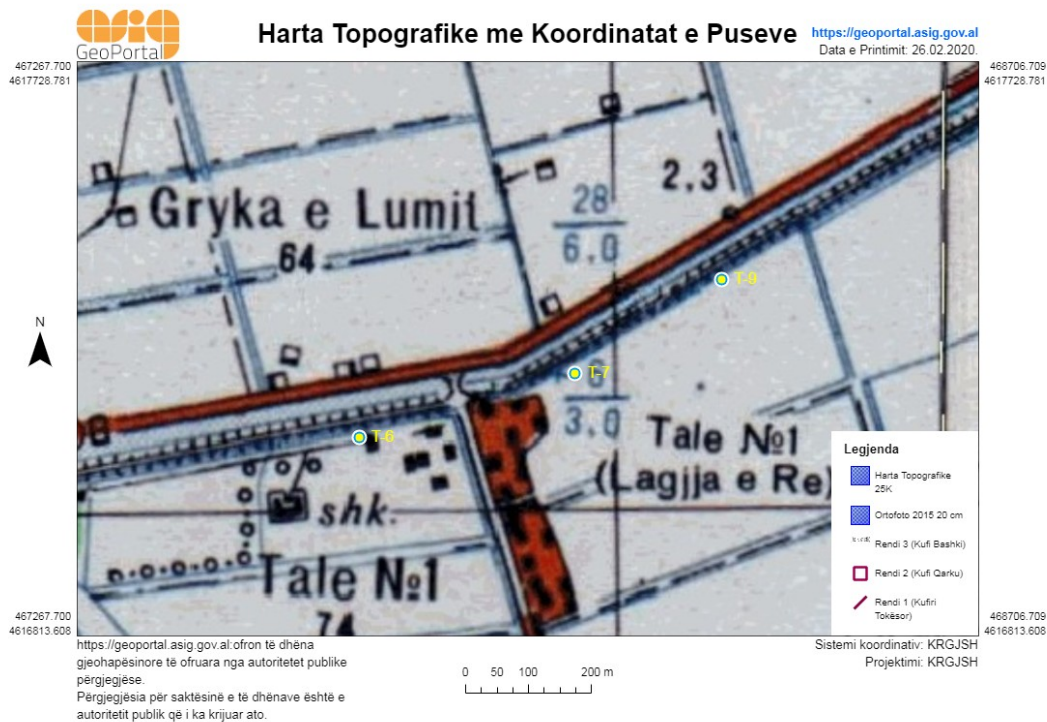 asig
GeoPortal
Harta Topografike me Koordinatat e Puseve
https://geoportal.asig.gov.al
Data e Printimit: 26.02.2020.
467267.700
4617728.781
468706.709
4617728.781
N
Gryka e Lumit
64
28
6,0
2,3
T-9
T-7
3,0
T-6
Tale №1
(Lagjja e Re)
shk.
Tale №1
74
Legjenda
Harta Topografike
25K
Ortofoto 2015 20 cm
Rendi 3 (Kufi Bashki)
Rendi 2 (Kufi Qarku)
Rendi 1 (Kufiri
Tokësor)
467267.700
4616813.608
468706.709
4616813.608
https://geoportal.asig.gov.al:ofron të dhëna
gjeohapësinore të ofruara nga autoritetet publike
përgjegjëse.
Përgjegjësia për saktësinë e të dhënave është e
autoritetit publik që i ka krijuar ato.
0 50 100 200 m
Sistemi koordinativ: KRGJSH
Projektimi: KRGJSH